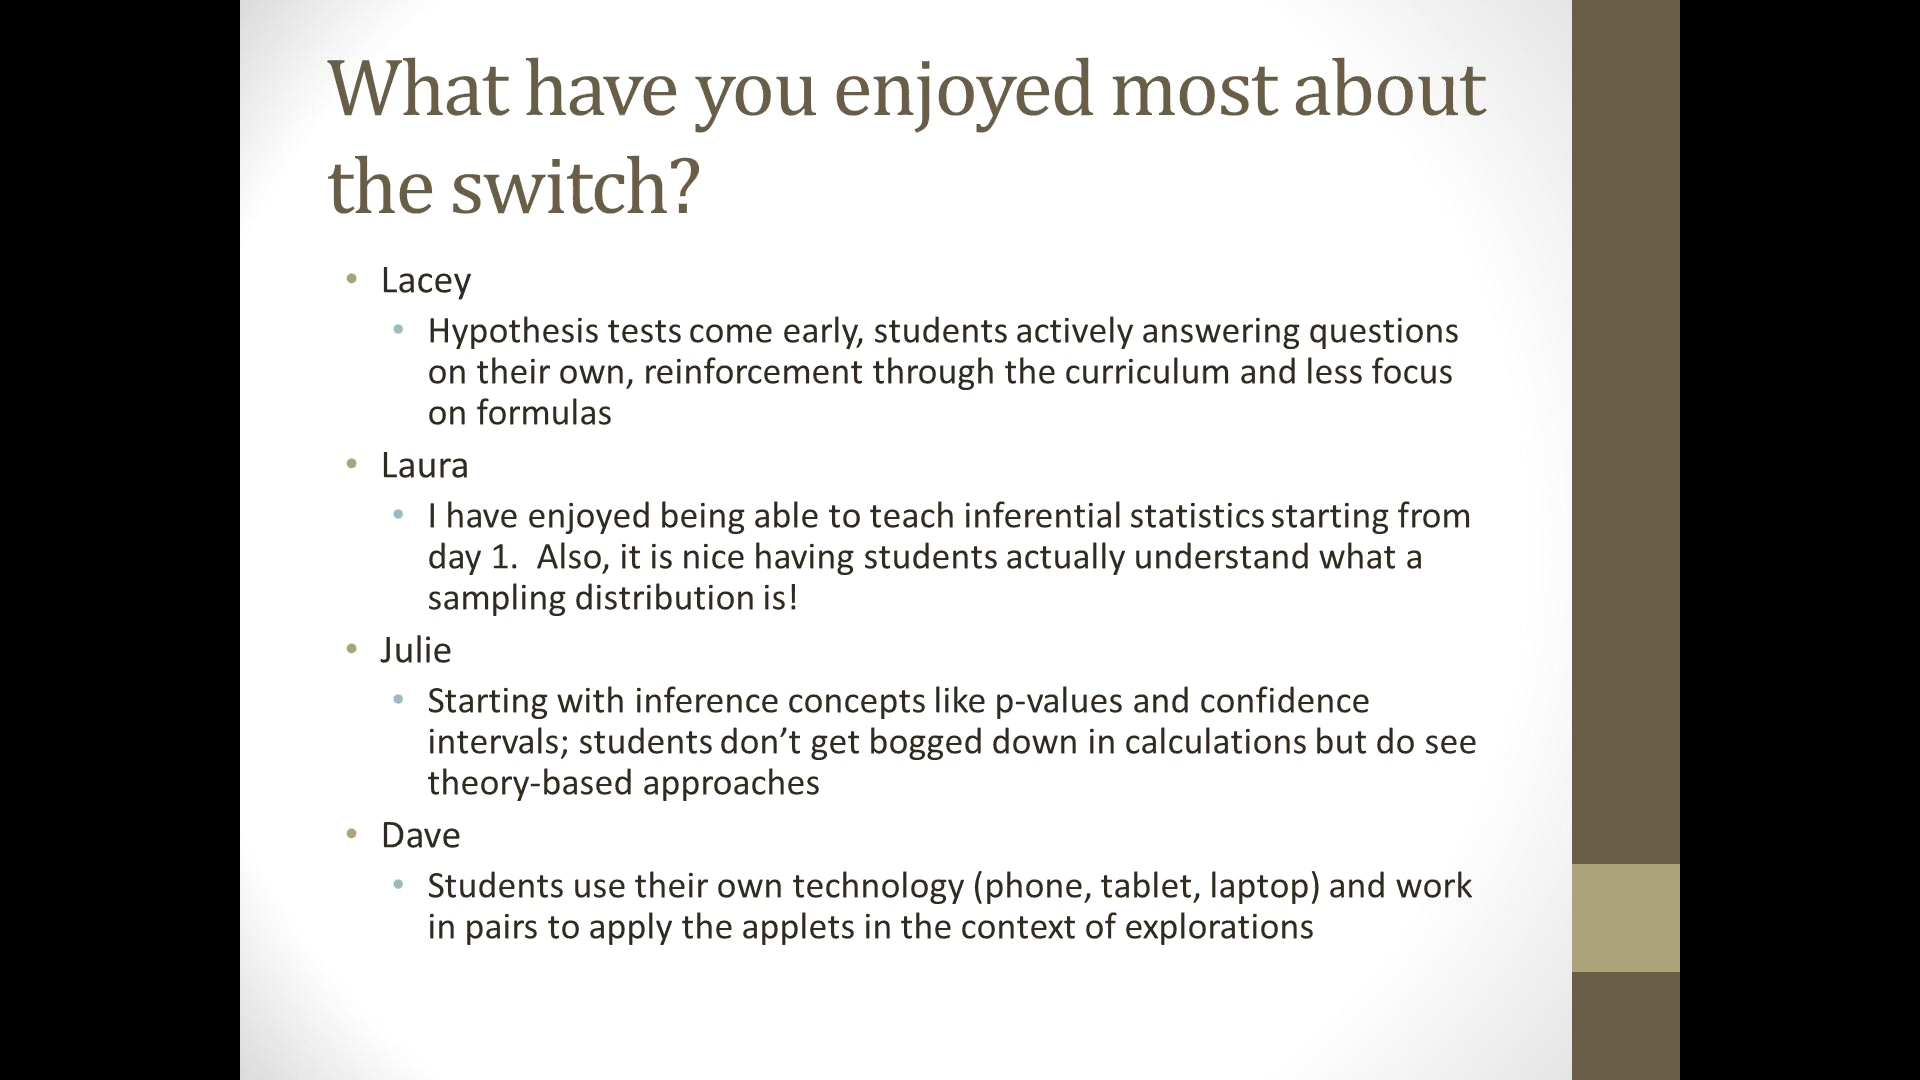 What have you enjoyed most about
the switch?
• Lacey
• Hypothesis tests come early, students actively answering questions
on their own, reinforcement through the curriculum and less focus
on formulas
• Laura
• I have enjoyed being able to teach inferential statistics starting from
day 1.  Also, it is nice having students actually understand what a
sampling distribution is!
• Julie
• Starting with inference concepts like p-values and confidence
intervals; students don’t get bogged down in calculations but do see
theory-based approaches
• Dave
• Students use their own technology (phone, tablet, laptop) and work
in pairs to apply the applets in the context of explorations